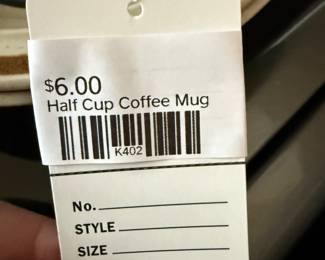 $6.00
Half Cup Coffee Mug
K402
No.
STYLE
SIZE